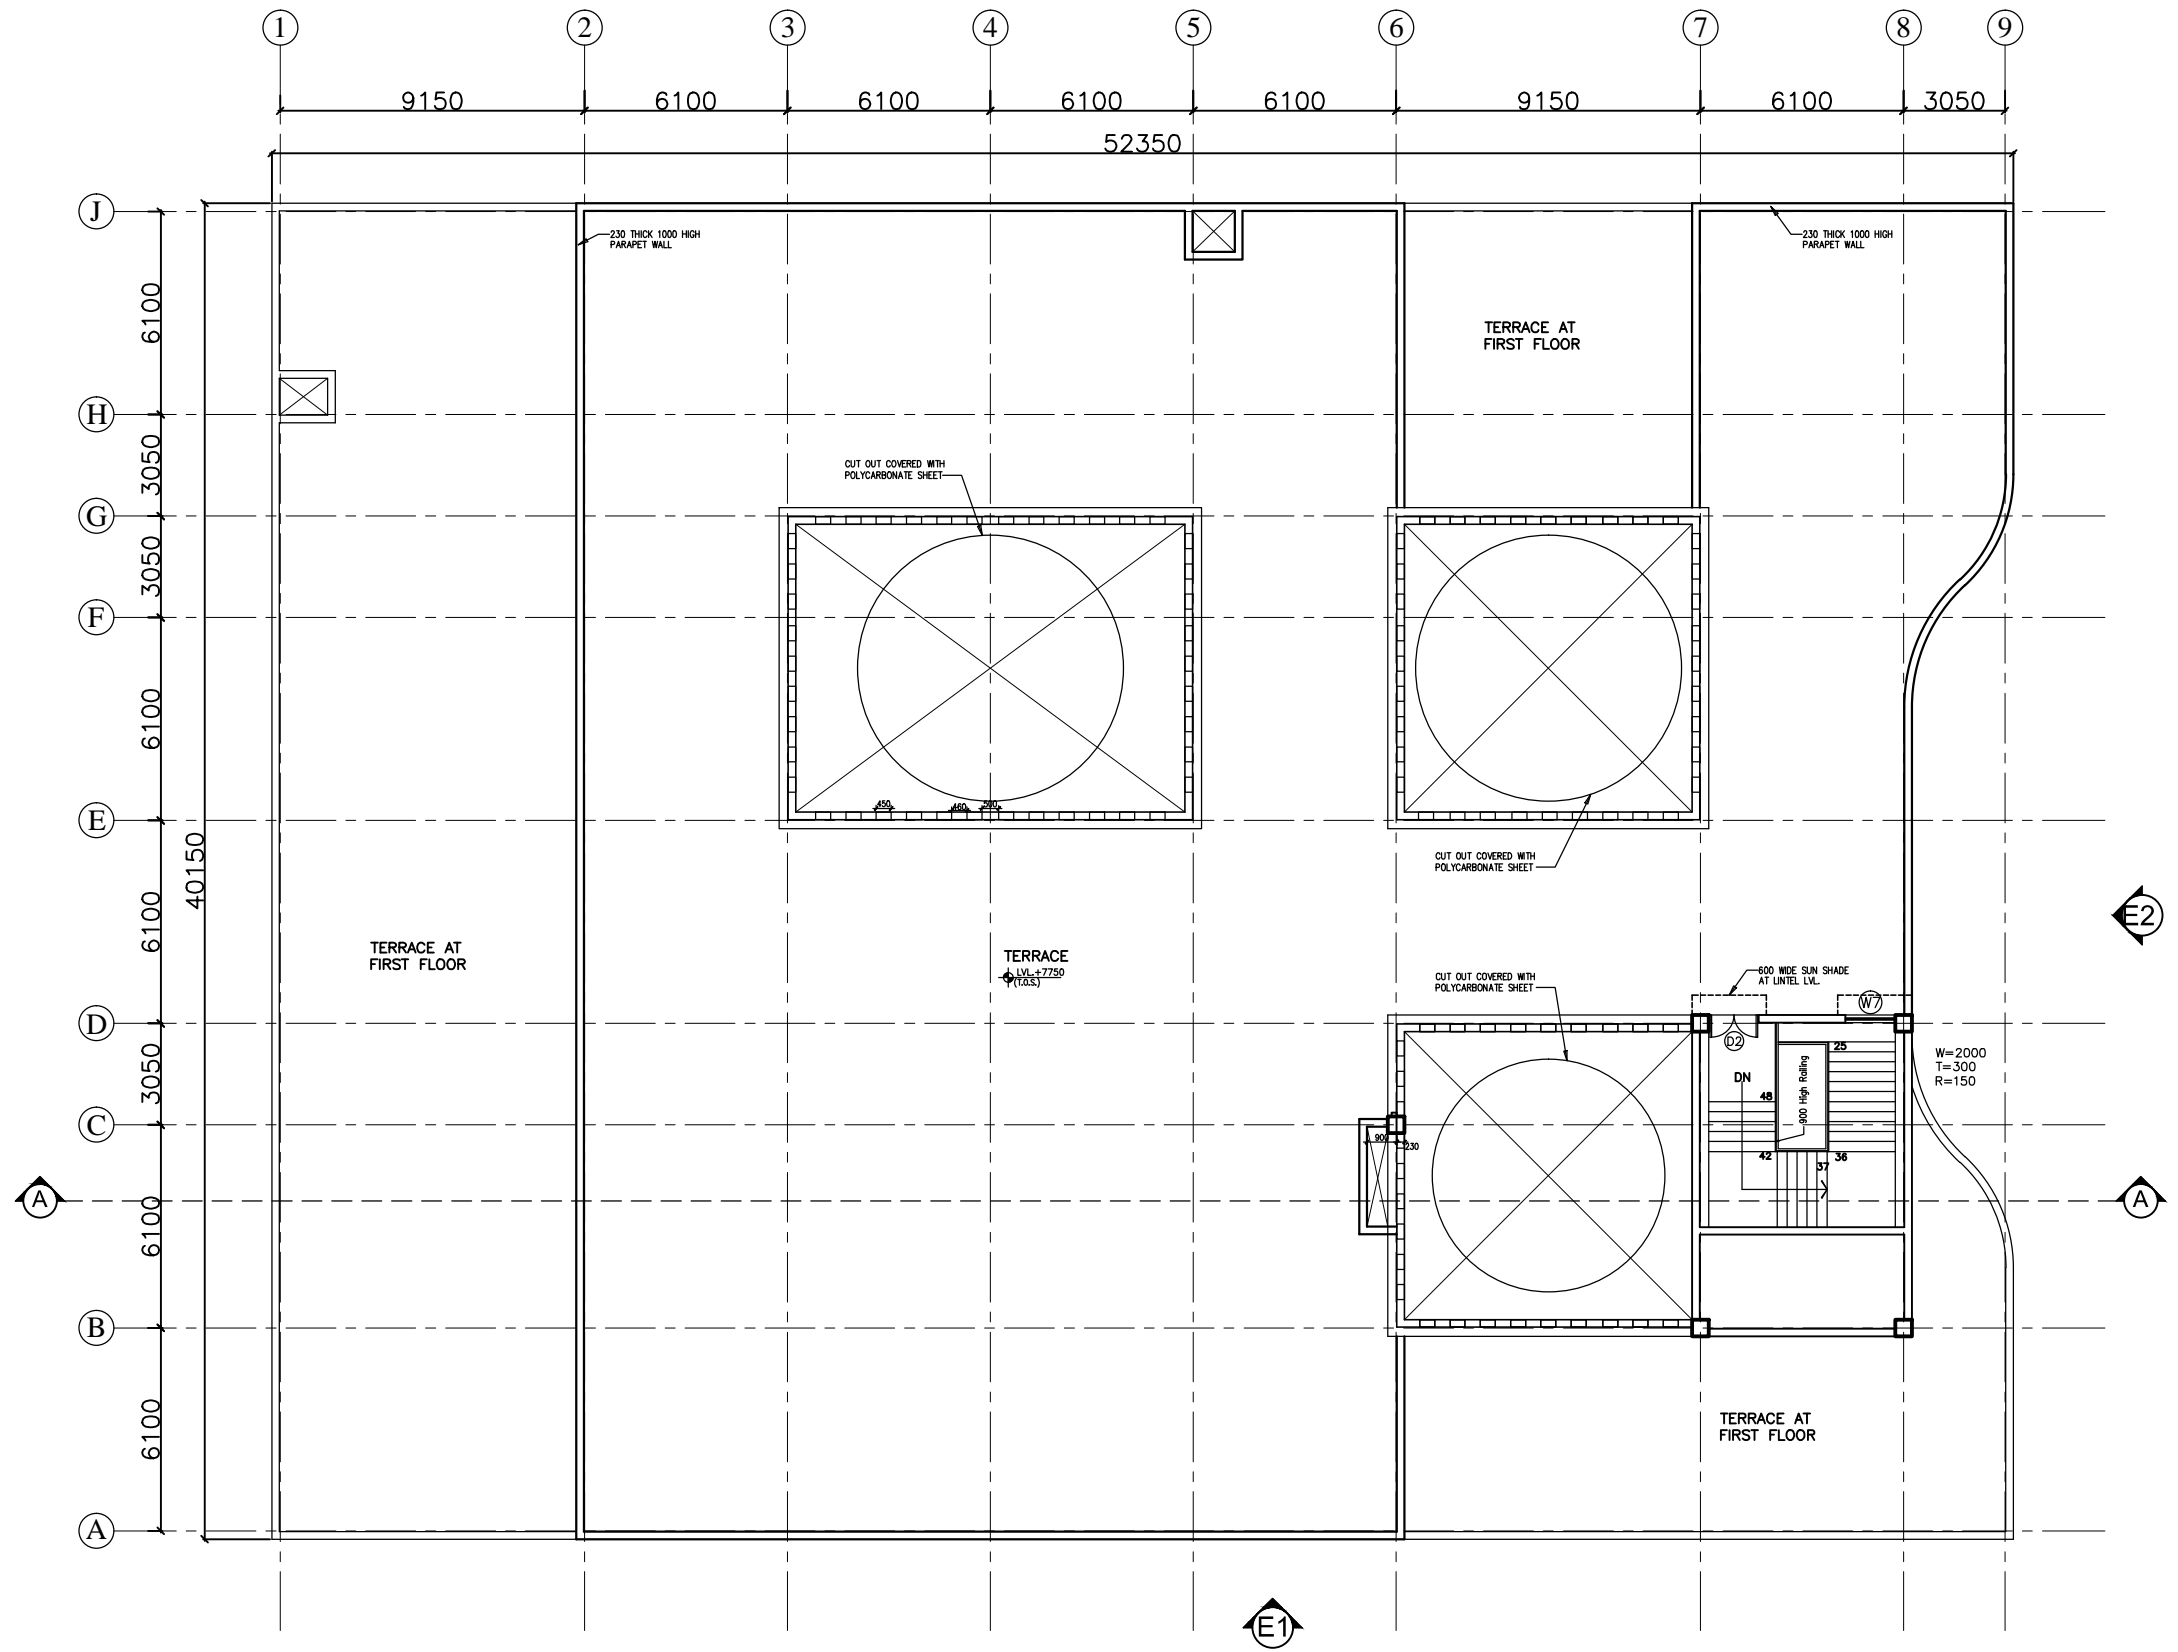 1 2 3 4 5 6 7 8 9
9150 6100 6100 6100 6100 9150 6100 3050
52350
J
230 THICK 1000 HIGH
PARAPET WALL
230 THICK 1000 HIGH
PARAPET WALL
6100
TERRACE AT
FIRST FLOOR
H
3050
CUT OUT COVERED WITH
POLYCARBONATE SHEET
G
3050
F
6100
450 460 500
E
40150
CUT OUT COVERED WITH
POLYCARBONATE SHEET
6100
E2
TERRACE AT
FIRST FLOOR
TERRACE
LVL.+7750
(T.O.S.)
CUT OUT COVERED WITH
POLYCARBONATE SHEET
600 WIDE SUN SHADE
AT LINTEL LVL.
W7
D
D2
25
3050
W=2000
T=300
R=150
DN
900 High Railing
48
C
900
230
42
37
36
A
A
6100
B
6100
TERRACE AT
FIRST FLOOR
A
E1